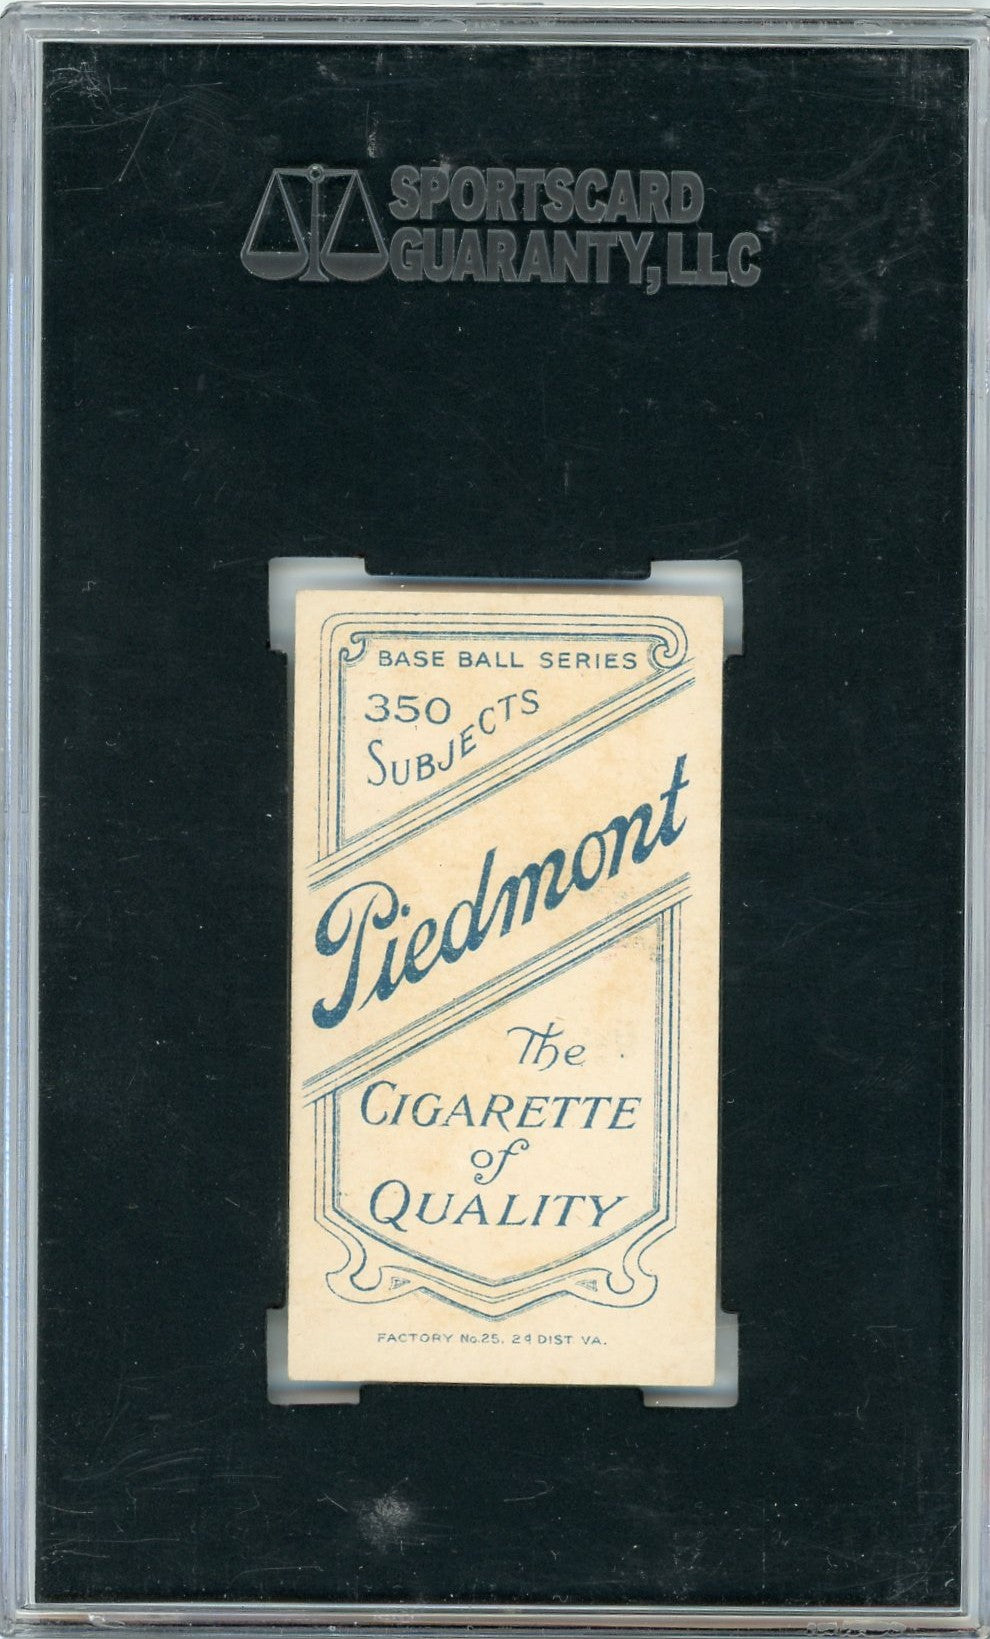 SPORTSCARD
GUARANTY, LLC
BASE BALL SERIES
350
SUBJECTS
Piedmont
The
CIGARETTE
of
QUALITY
FACTORY No. 25. 2d DIST VA.